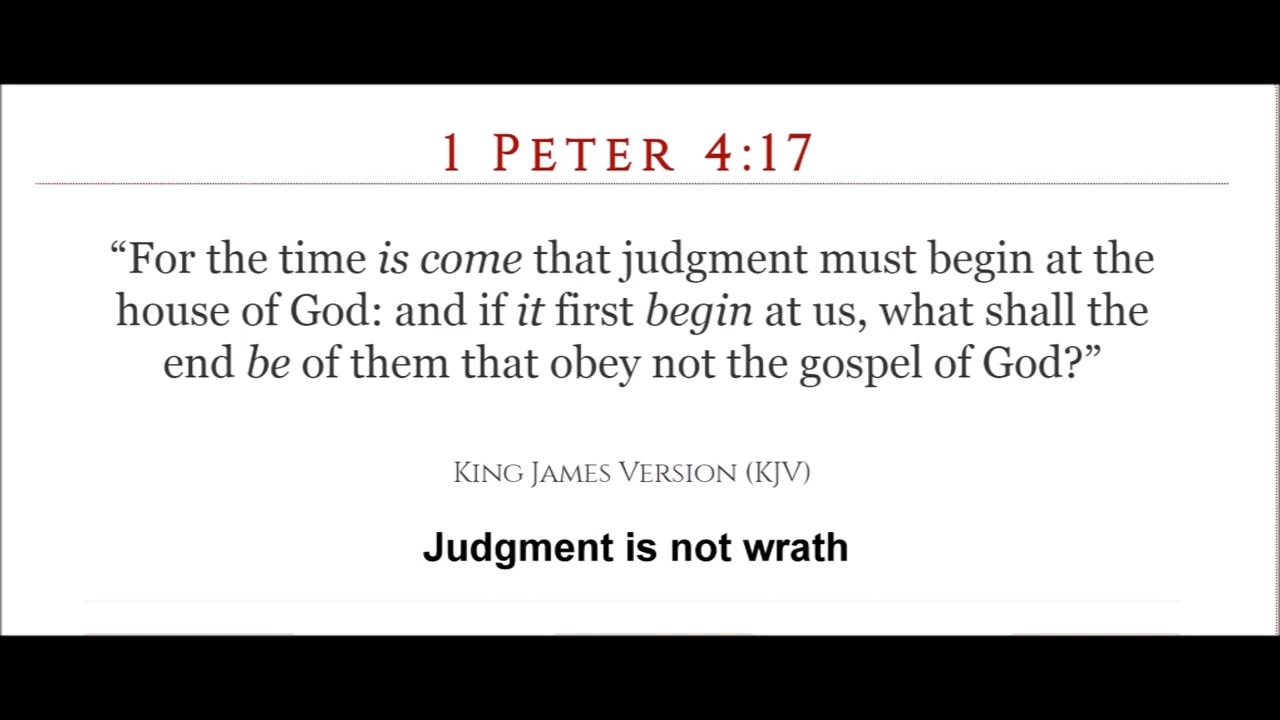 1 PETER 4:17
“For the time is come that judgment must begin at the
house of God: and if it first begin at us, what shall the
end be of them that obey not the gospel of God?”
KING JAMES VERSION (KJV)
Judgment is not wrath